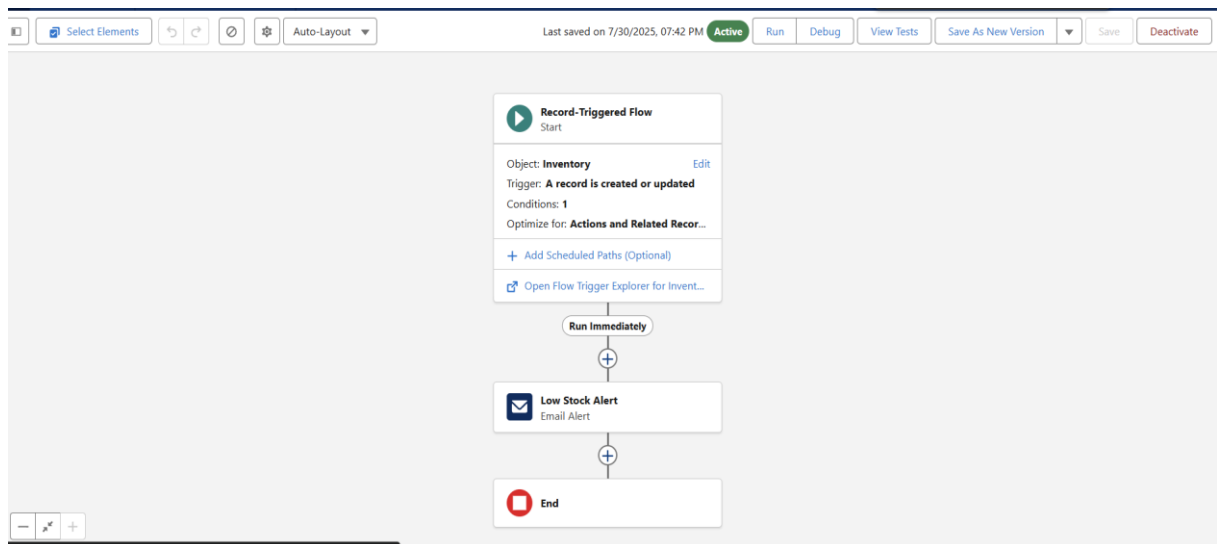 Select Elements
Auto-Layout
Last saved on 7/30/2025, 07:42 PM
Active
Run
Debug
View Tests
Save As New Version
Save
Deactivate
Record-Triggered Flow
Start
Object: Inventory
Edit
Trigger: A record is created or updated
Conditions: 1
Optimize for: Actions and Related Recor...
Add Scheduled Paths (Optional)
Open Flow Trigger Explorer for Invent...
Run Immediately
Low Stock Alert
Email Alert
End